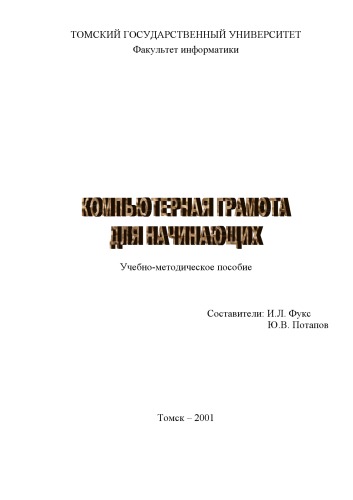 ТОМСКИЙ ГОСУДАРСТВЕННЫЙ УНИВЕРСИТЕТ
Факультет информатики
КОМПЬЮТЕРНАЯ ГРАМОТА
ДЛЯ НАЧИНАЮЩИХ
Учебно-методическое пособие
Составители: И.Л. Фукс
Ю.В. Потапов
Томск – 2001